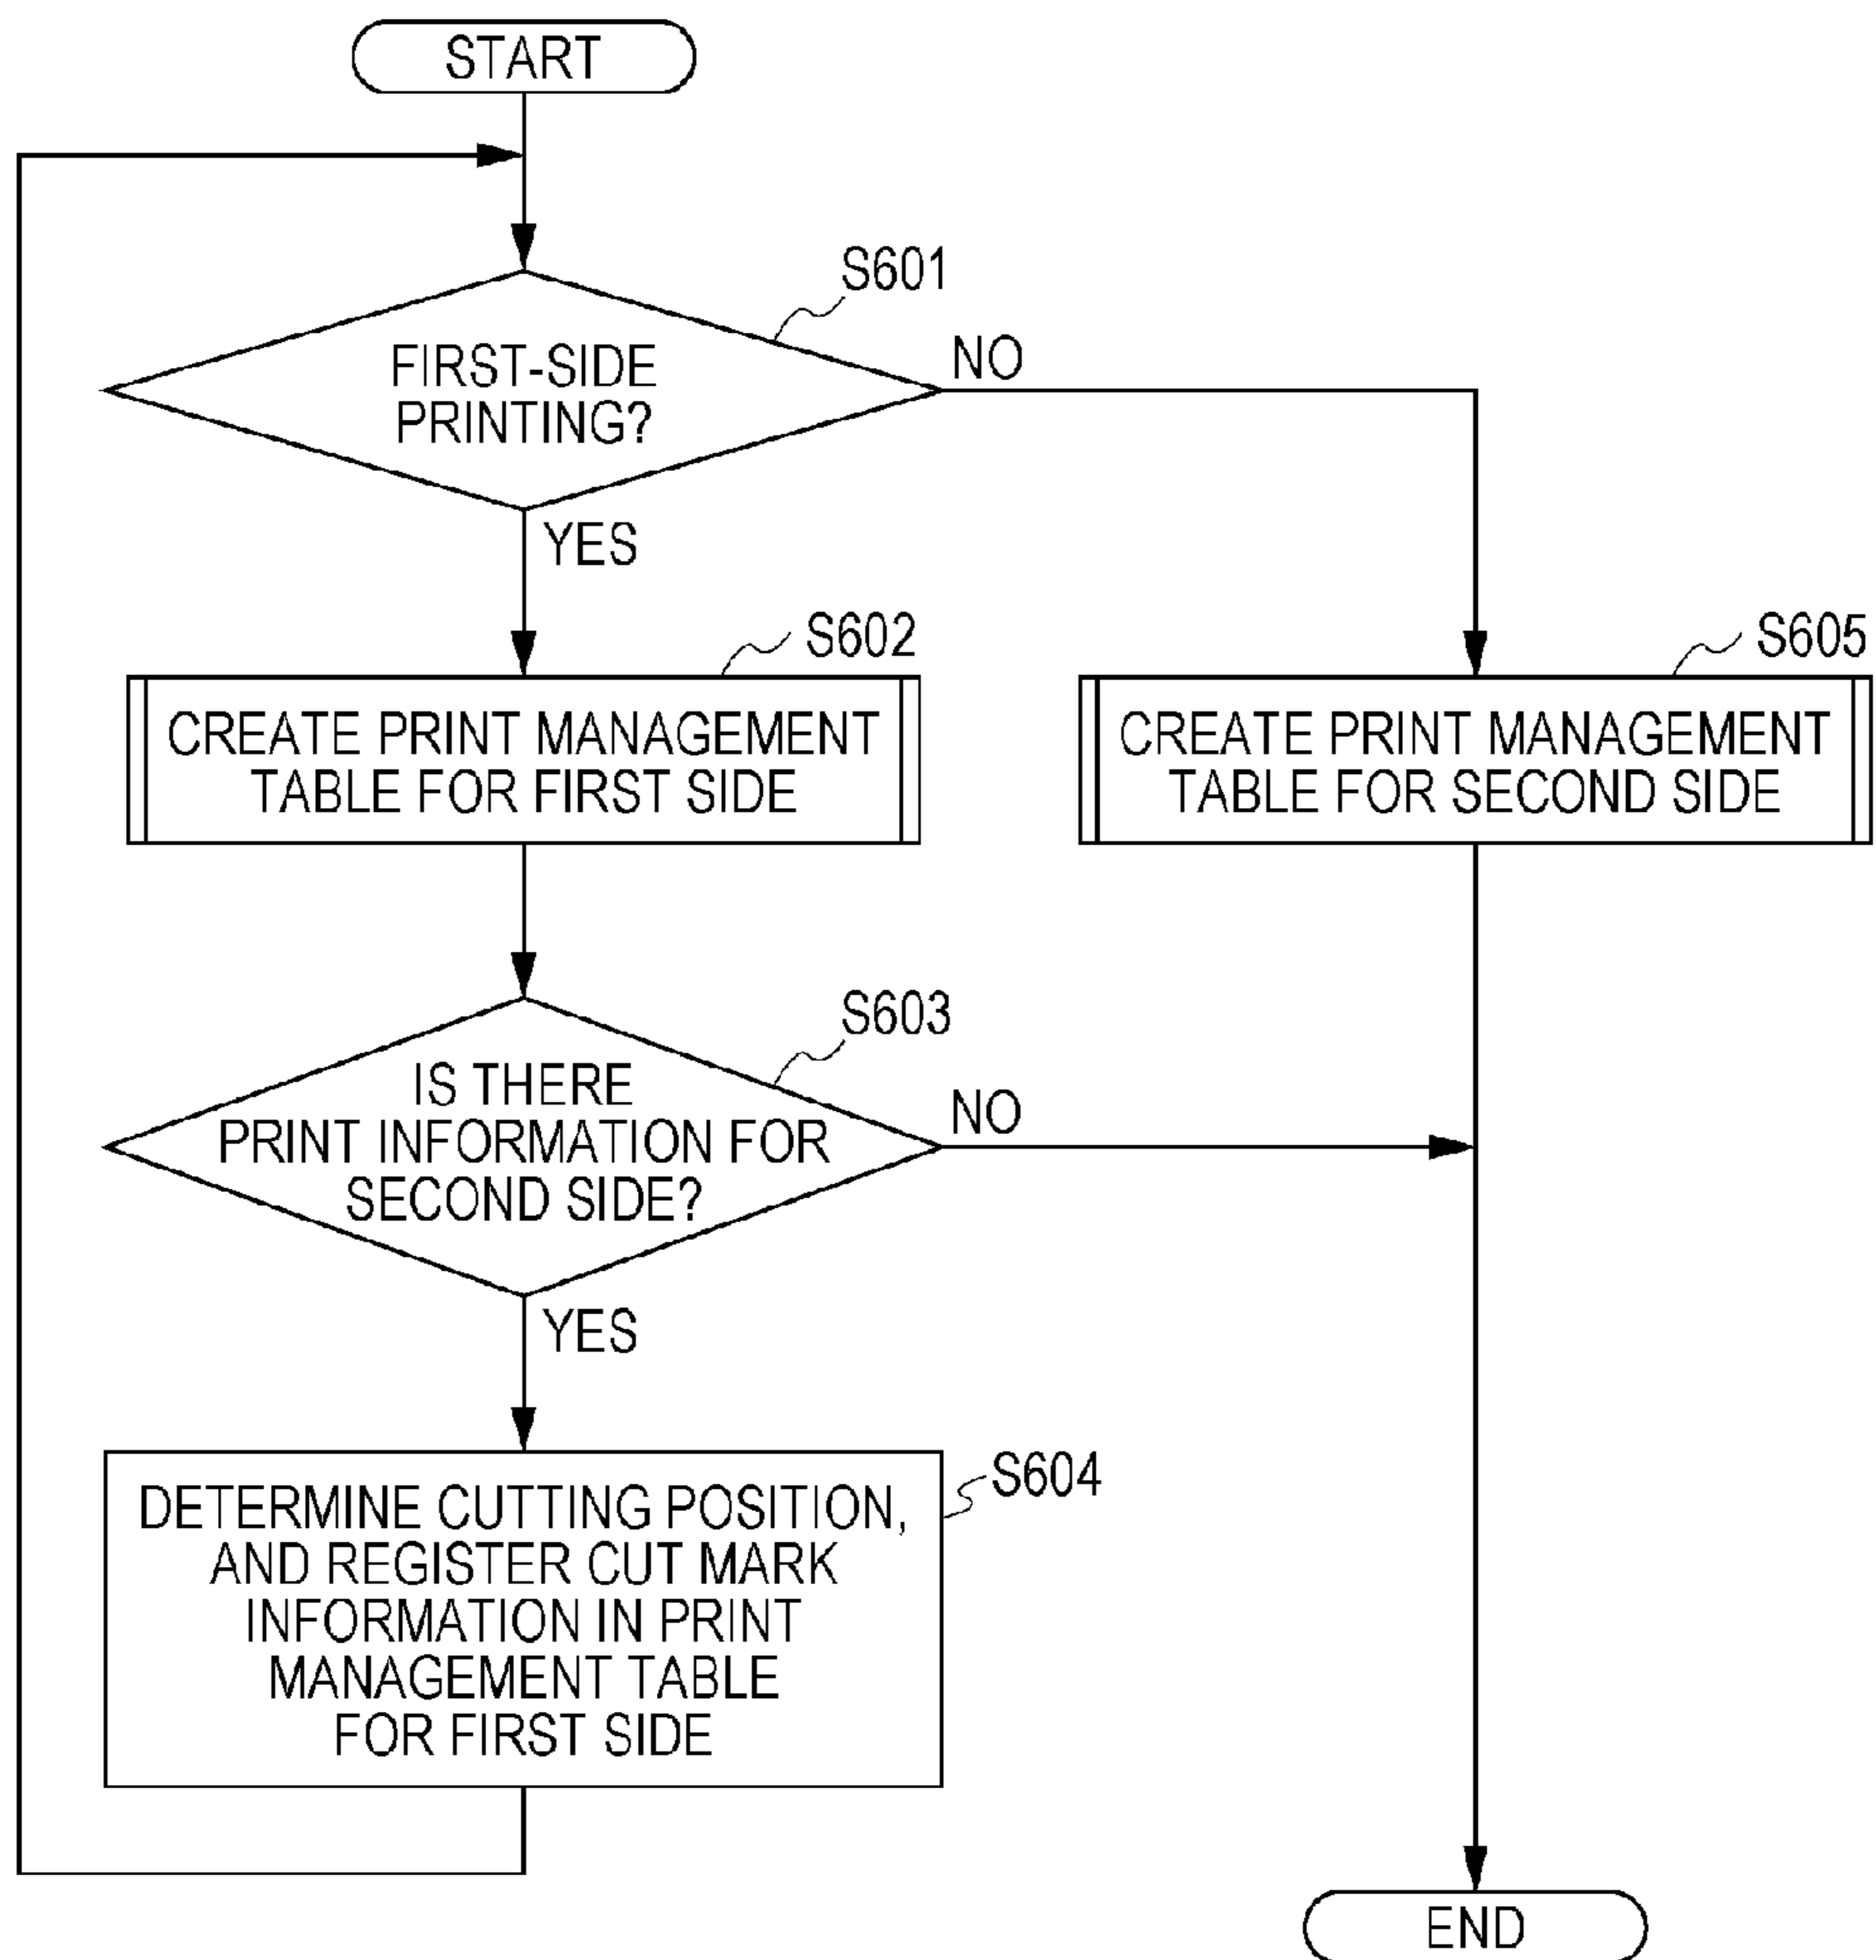 START
S601
FIRST-SIDE
PRINTING?
NO
YES
S602
CREATE PRINT MANAGEMENT
TABLE FOR FIRST SIDE
S605
CREATE PRINT MANAGEMENT
TABLE FOR SECOND SIDE
S603
IS THERE
PRINT INFORMATION FOR
SECOND SIDE?
NO
YES
S604
DETERMINE CUTTING POSITION,
AND REGISTER CUT MARK
INFORMATION IN PRINT
MANAGEMENT TABLE
FOR FIRST SIDE
END